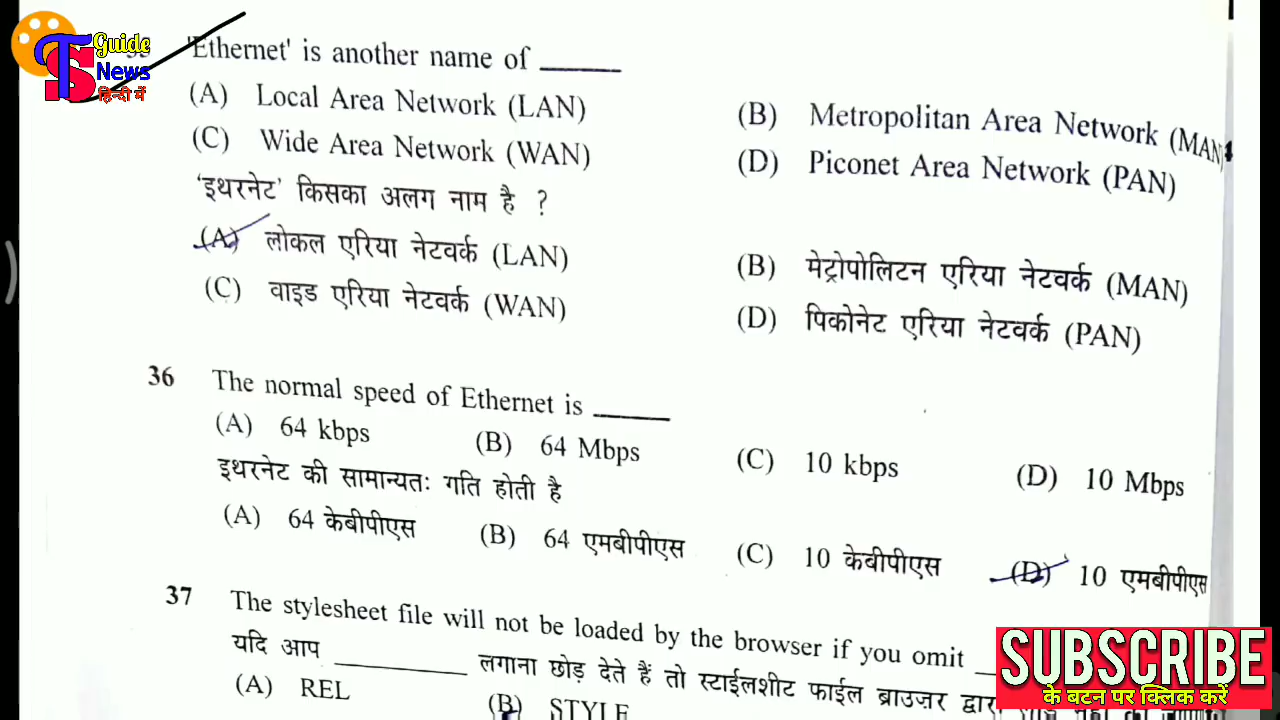 Guide
TS
News
हिन्दी में
'Ethernet' is another name of ______
(A) Local Area Network (LAN) (B) Metropolitan Area Network (MAN)
(C) Wide Area Network (WAN) (D) Piconet Area Network (PAN)
'इथरनेट' किसका अलग नाम है ?
(A) लोकल एरिया नेटवर्क (LAN) (B) मेट्रोपोलिटन एरिया नेटवर्क (MAN)
(C) वाइड एरिया नेटवर्क (WAN) (D) पिकोनेट एरिया नेटवर्क (PAN)
36 The normal speed of Ethernet is ______
(A) 64 kbps (B) 64 Mbps (C) 10 kbps (D) 10 Mbps
इथरनेट की सामान्यतः गति होती है
(A) 64 केबीपीएस (B) 64 एमबीपीएस (C) 10 केबीपीएस (D) 10 एमबीपीएस
37 The stylesheet file will not be loaded by the browser if you omit
यदि आप __________ लगाना छोड़ देते हैं तो स्टाईलशीट फाईल ब्राउज़र
(A) REL (B) STYLE
SUBSCRIBE
के बटन पर क्लिक करें